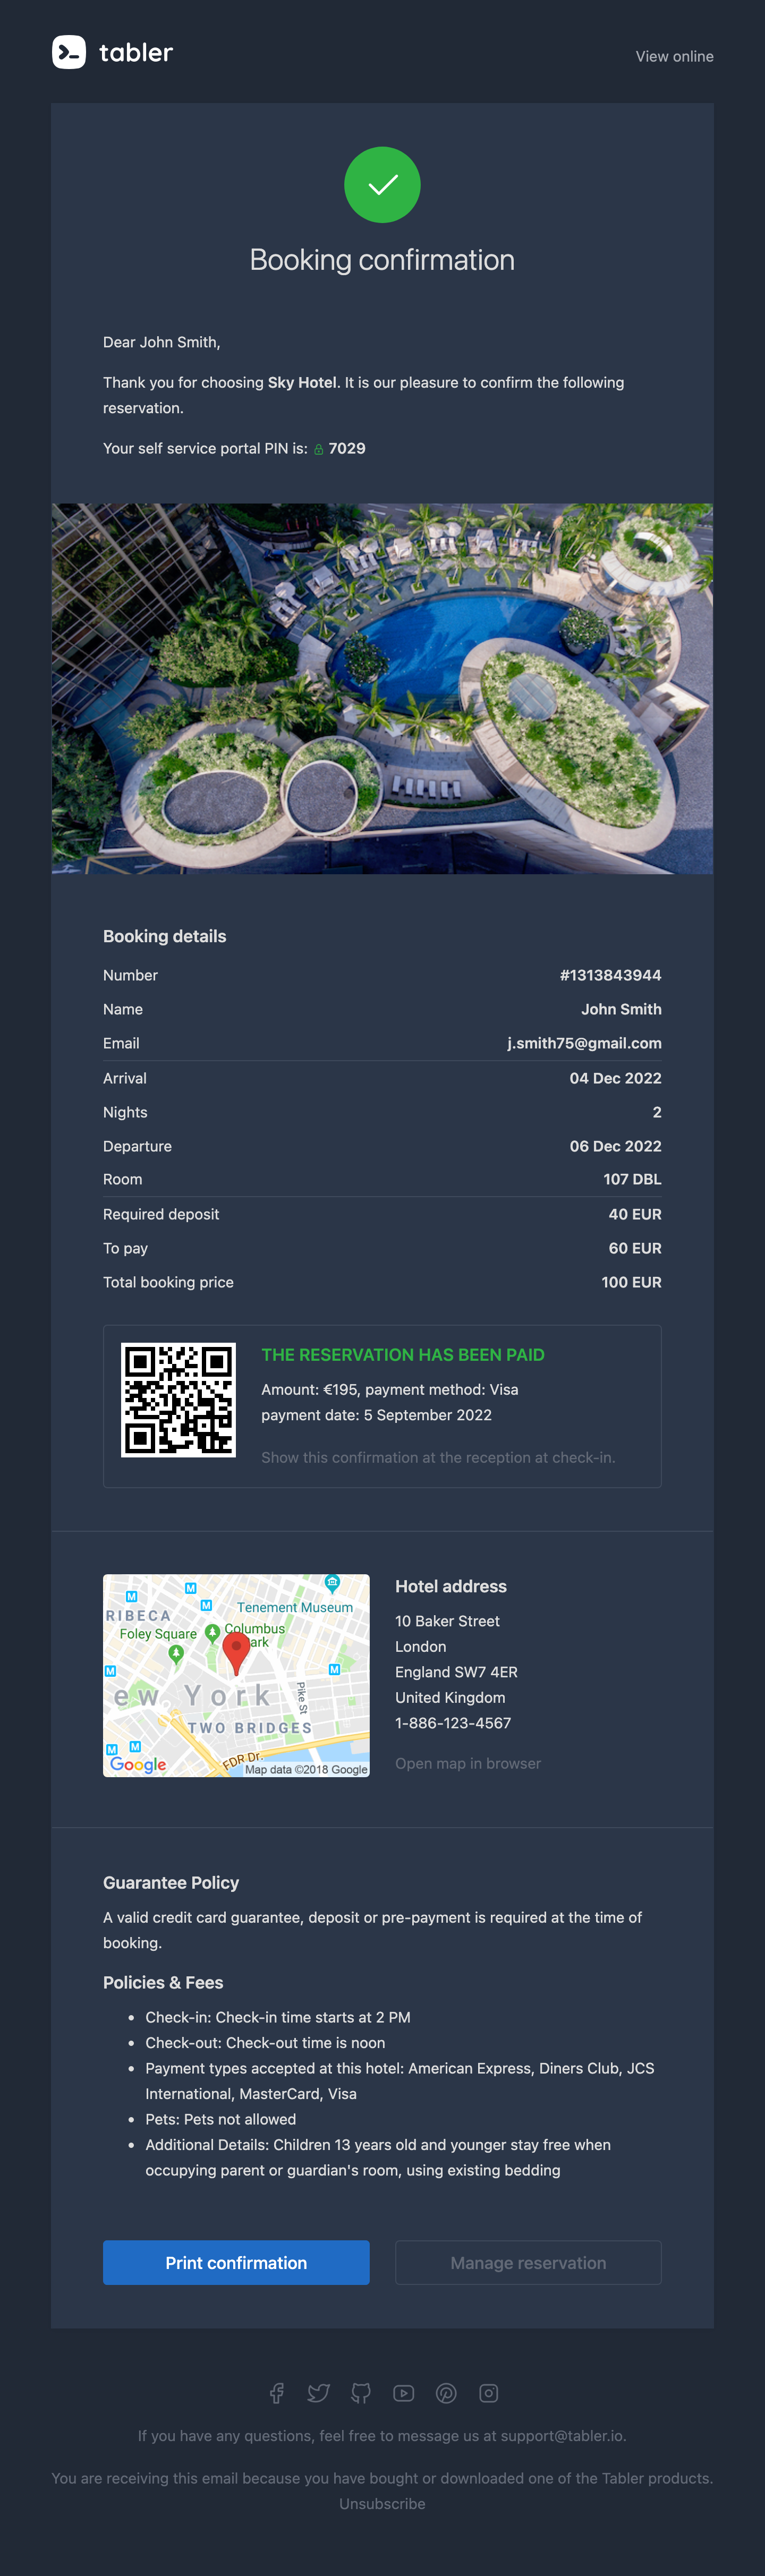 tabler
View online
Booking confirmation
Dear John Smith,
Thank you for choosing Sky Hotel. It is our pleasure to confirm the following
reservation.
Your self service portal PIN is: 7029
Booking details
Number #1313843944
Name John Smith
Email j.smith75@gmail.com
Arrival 04 Dec 2022
Nights 2
Departure 06 Dec 2022
Room 107 DBL
Required deposit 40 EUR
To pay 60 EUR
Total booking price 100 EUR
THE RESERVATION HAS BEEN PAID
Amount: €195, payment method: Visa
payment date: 5 September 2022
Show this confirmation at the reception at check-in.
M
M
M
Tenement Museum
RIBECA
Foley Square
Columbus
ark
M
M
ew York
Pike St
TWO BRIDGES
M
M
FDR Dr.
Google
Map data ©2018 Google
Hotel address
10 Baker Street
London
England SW7 4ER
United Kingdom
1-886-123-4567
Open map in browser
Guarantee Policy
A valid credit card guarantee, deposit or pre-payment is required at the time of
booking.
Policies & Fees
• Check-in: Check-in time starts at 2 PM
• Check-out: Check-out time is noon
• Payment types accepted at this hotel: American Express, Diners Club, JCS
International, MasterCard, Visa
• Pets: Pets not allowed
• Additional Details: Children 13 years old and younger stay free when
occupying parent or guardian's room, using existing bedding
Print confirmation
Manage reservation
If you have any questions, feel free to message us at support@tabler.io.
You are receiving this email because you have bought or downloaded one of the Tabler products.
Unsubscribe